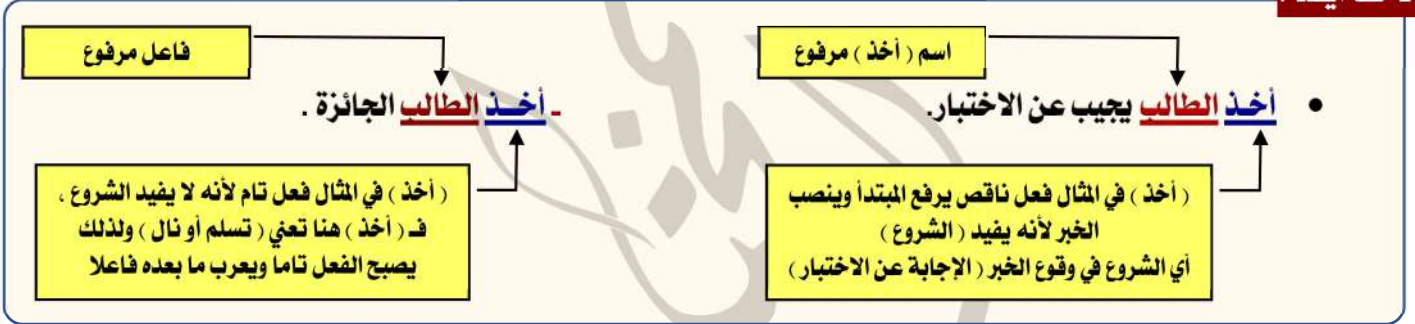 اسم ( أخذ ) مرفوع
• أخذ الطالب يجيب عن الاختبار.
( أخذ ) في المثال فعل ناقص يرفع المبتدأ وينصب
الخبر لأنه يفيد ( الشروع )
أي الشروع في وقوع الخبر ( الإجابة عن الاختبار )
فاعل مرفوع
- أخــذ الطالب الجائزة .
( أخذ ) في المثال فعل تام لأنه لا يفيد الشروع ،
فـ ( أخذ ) هنا تعني ( تسلم أو نال ) ولذلك
يصبح الفعل تاما ويعرب ما بعده فاعلا